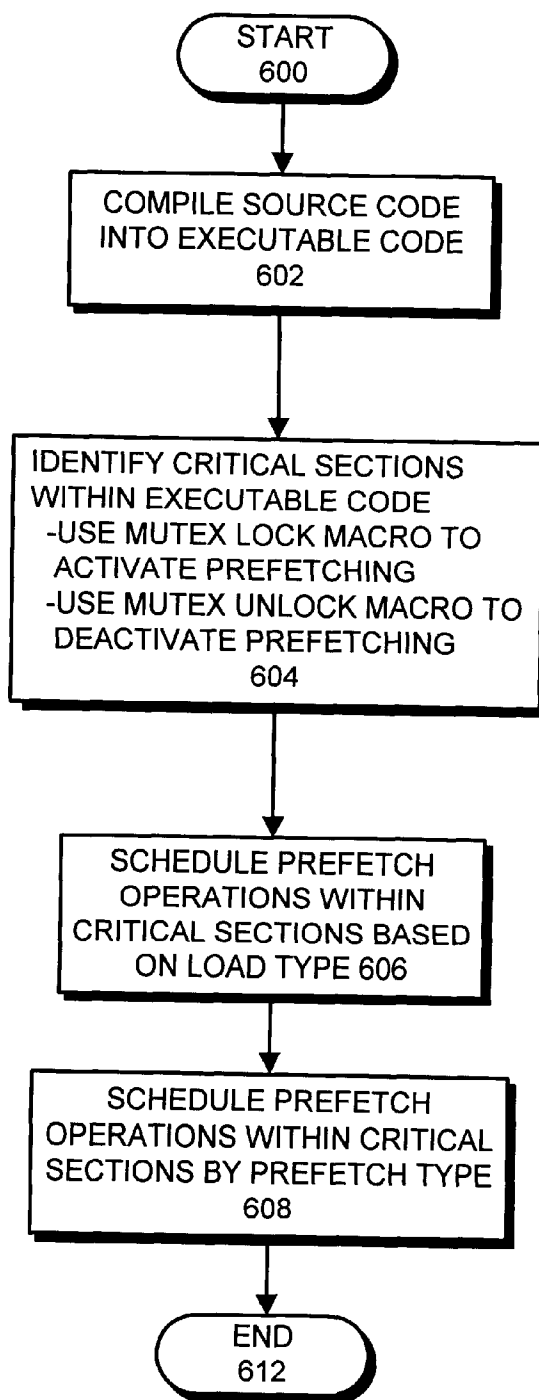 START
600
COMPILE SOURCE CODE
INTO EXECUTABLE CODE
602
IDENTIFY CRITICAL SECTIONS
WITHIN EXECUTABLE CODE
-USE MUTEX LOCK MACRO TO
ACTIVATE PREFETCHING
-USE MUTEX UNLOCK MACRO TO
DEACTIVATE PREFETCHING
604
SCHEDULE PREFETCH
OPERATIONS WITHIN
CRITICAL SECTIONS BASED
ON LOAD TYPE 606
SCHEDULE PREFETCH
OPERATIONS WITHIN CRITICAL
SECTIONS BY PREFETCH TYPE
608
END
612